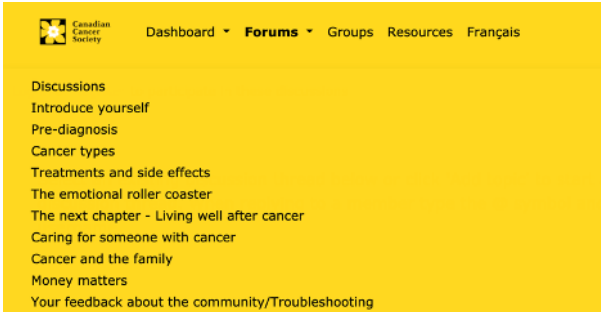 Canadian
Cancer
Society
Dashboard Forums Groups Resources Français
Discussions
Introduce yourself
Pre-diagnosis
Cancer types
Treatments and side effects
The emotional roller coaster
The next chapter - Living well after cancer
Caring for someone with cancer
Cancer and the family
Money matters
Your feedback about the community/Troubleshooting